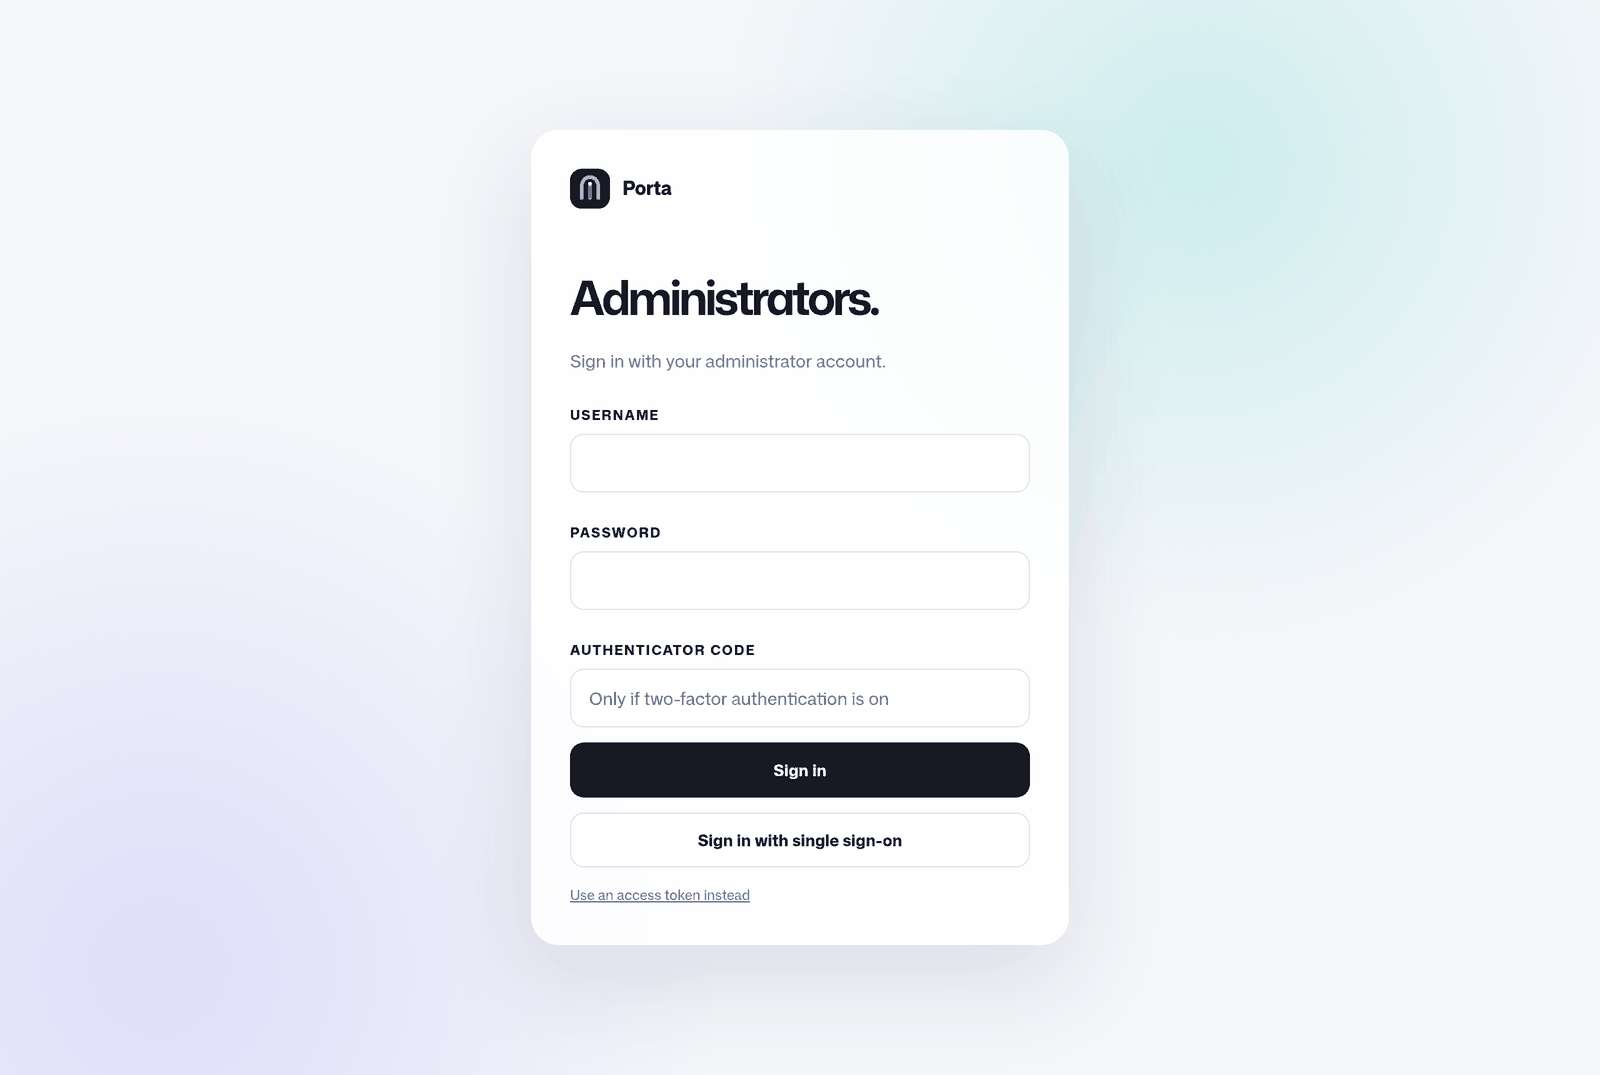 Porta
Administrators.
Sign in with your administrator account.
USERNAME
PASSWORD
AUTHENTICATOR CODE
Only if two-factor authentication is on
Sign in
Sign in with single sign-on
Use an access token instead